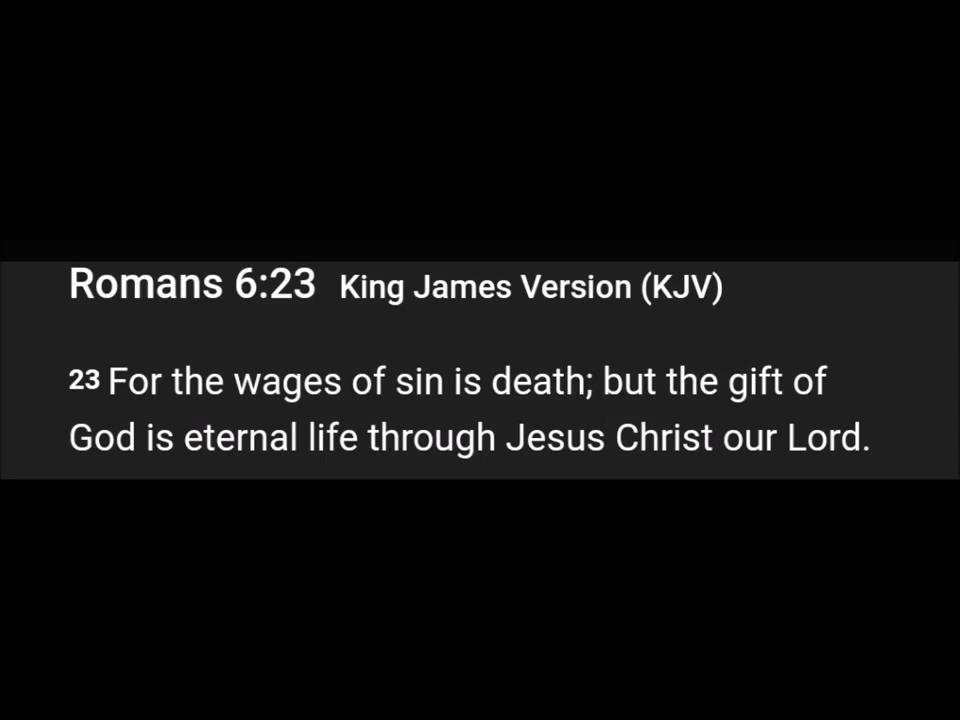 Romans 6:23 King James Version (KJV)
23 For the wages of sin is death; but the gift of
God is eternal life through Jesus Christ our Lord.